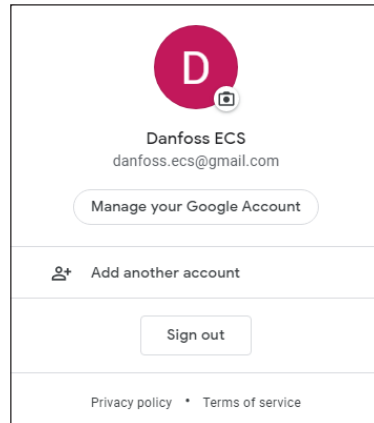 D
Danfoss ECS
danfoss.ecs@gmail.com
Manage your Google Account
Add another account
Sign out
Privacy policy • Terms of service